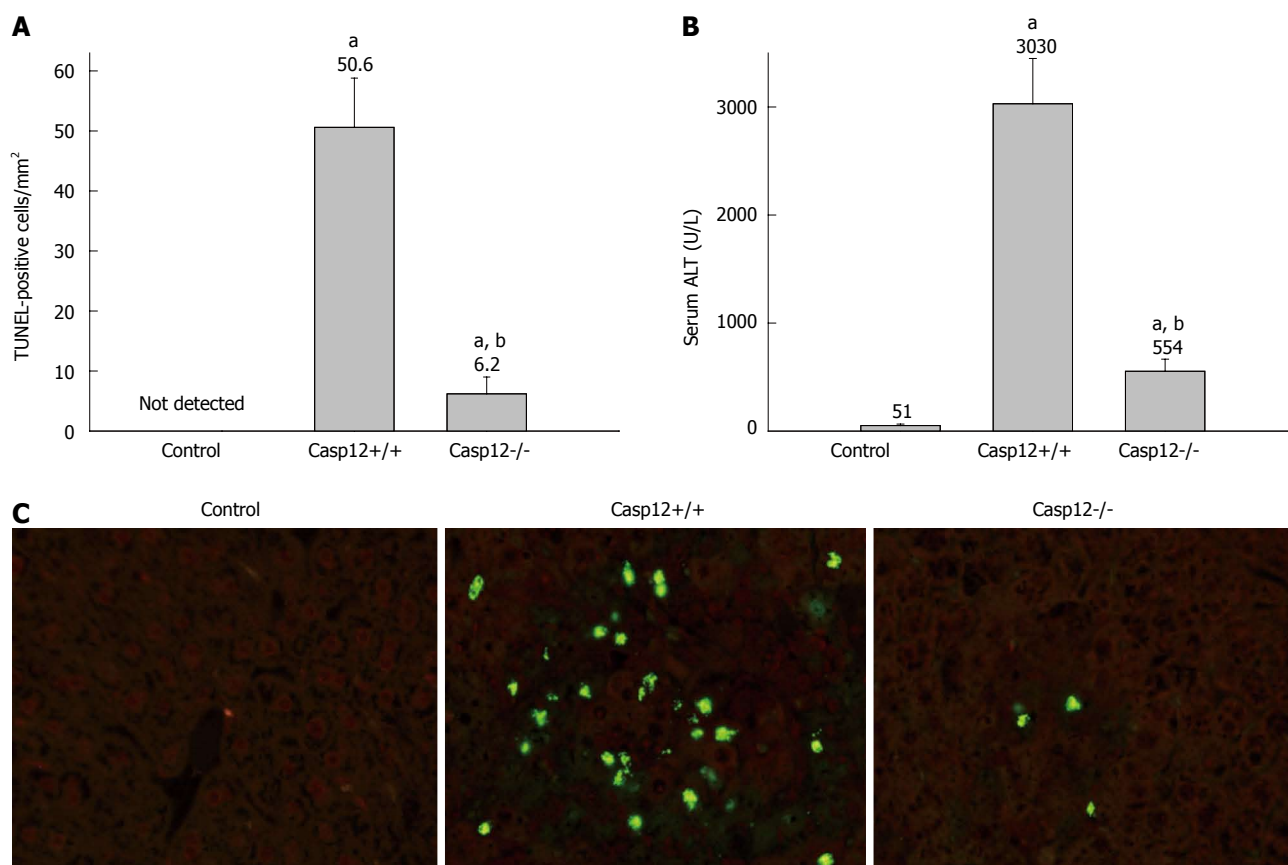 A
a
50.6
60
50
40
30
20
10
0
TUNEL-positive cells/mm²
Not detected
a, b
6.2
Control Casp12+/+ Casp12-/-
B
a
3030
3000
2000
1000
0
Serum ALT (U/L)
51
a, b
554
Control Casp12+/+ Casp12-/-
C
Control Casp12+/+ Casp12-/-